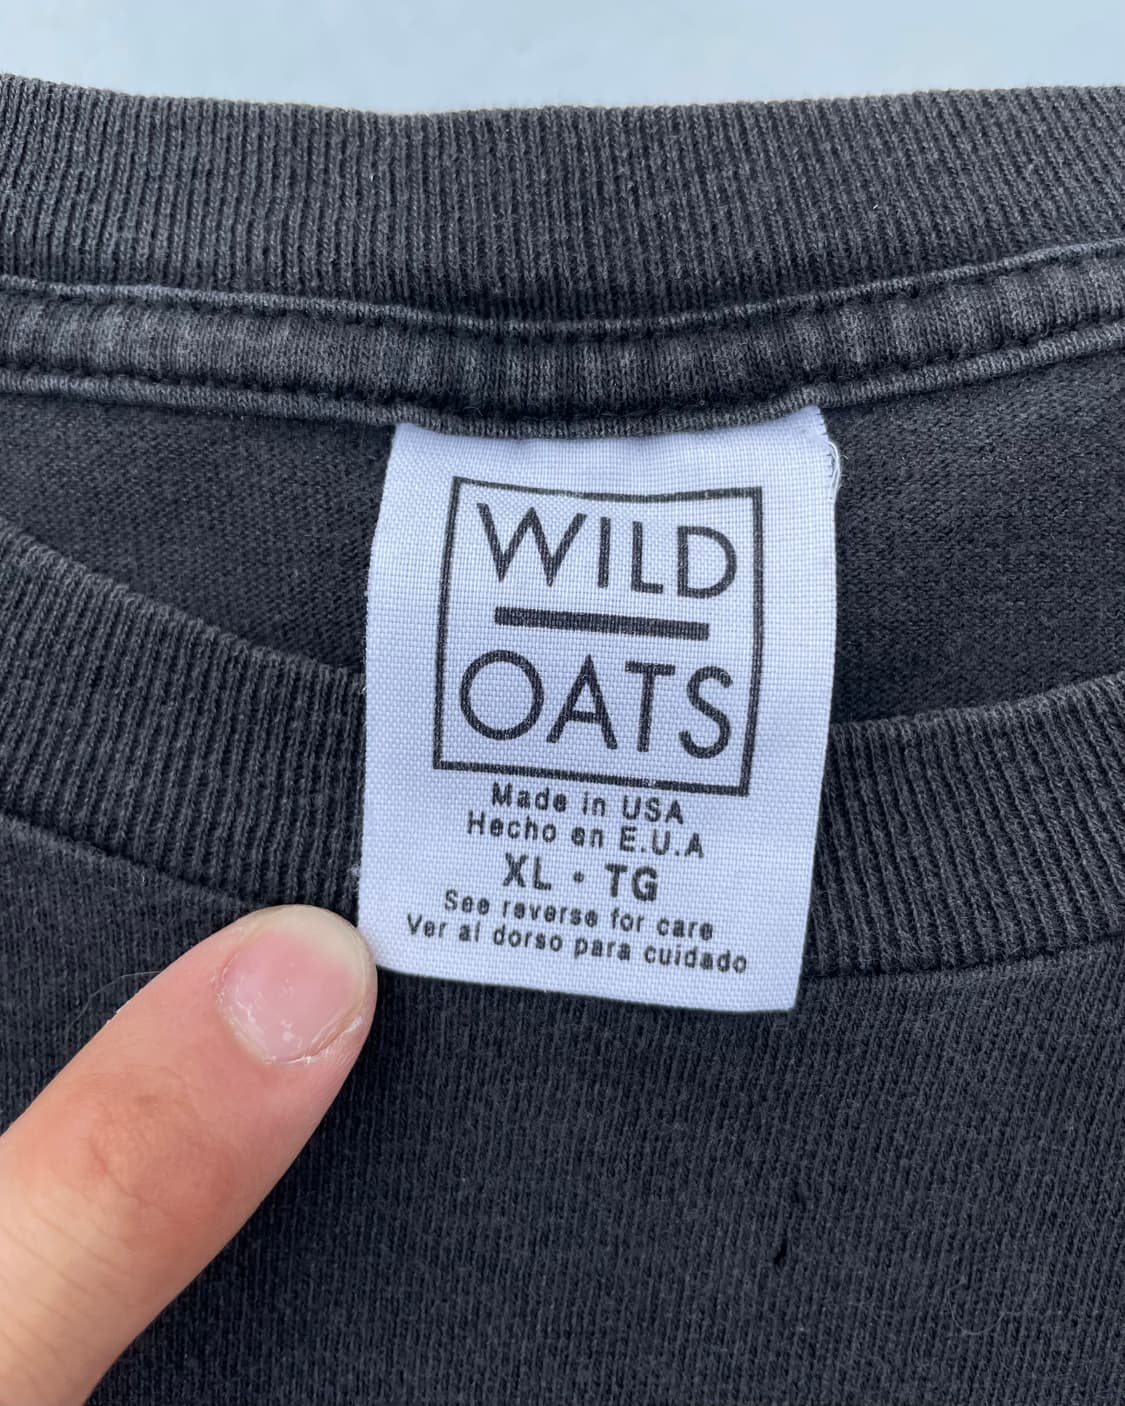 WILD
OATS
Made in USA
Hecho en E.U.A
XL • TG
See reverse for care
Ver al dorso para cuidado